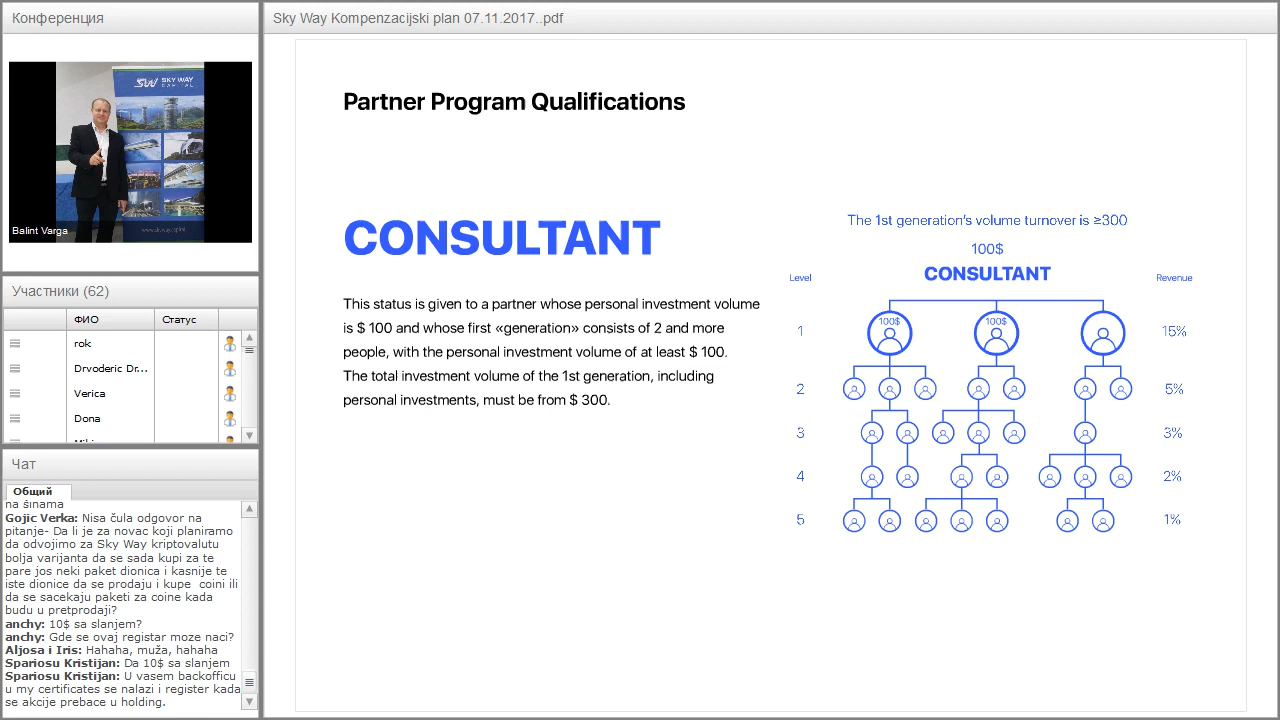 Конференция
SW SKY WAY
CAPITAL
Balint Varga
www.skyway.capital
Участники (62)
ФИО Статус
rok
Drvoderic Dr...
Verica
Dona
Чат
Общий
na šinama
Gojic Verka: Nisa čula odgovor na
pitanje- Da li je za novac koji planiramo
da odvojimo za Sky Way kriptovalutu
bolja varijanta da se sada kupi za te
pare jos neki paket dionica i kasnije te
iste dionice da se prodaju i kupe coini ili
da se sacekaju paketi za coine kada
budu u pretprodaji?
anchy: 10$ sa slanjem?
anchy: Gde se ovaj registar moze naci?
Aljosa i Iris: Hahaha, muža, hahaha
Spariosu Kristijan: Da 10$ sa slanjem
Spariosu Kristijan: U vasem backofficu
u my certificates se nalazi i register kada
se akcije prebace u holding.
Sky Way Kompenzacijski plan 07.11.2017..pdf
Partner Program Qualifications
CONSULTANT
This status is given to a partner whose personal investment volume
is $ 100 and whose first «generation» consists of 2 and more
people, with the personal investment volume of at least $ 100.
The total investment volume of the 1st generation, including
personal investments, must be from $ 300.
The 1st generation's volume turnover is ≥300
100$
Level CONSULTANT Revenue
1 100$ 100$ 15%
2 5%
3 3%
4 2%
5 1%